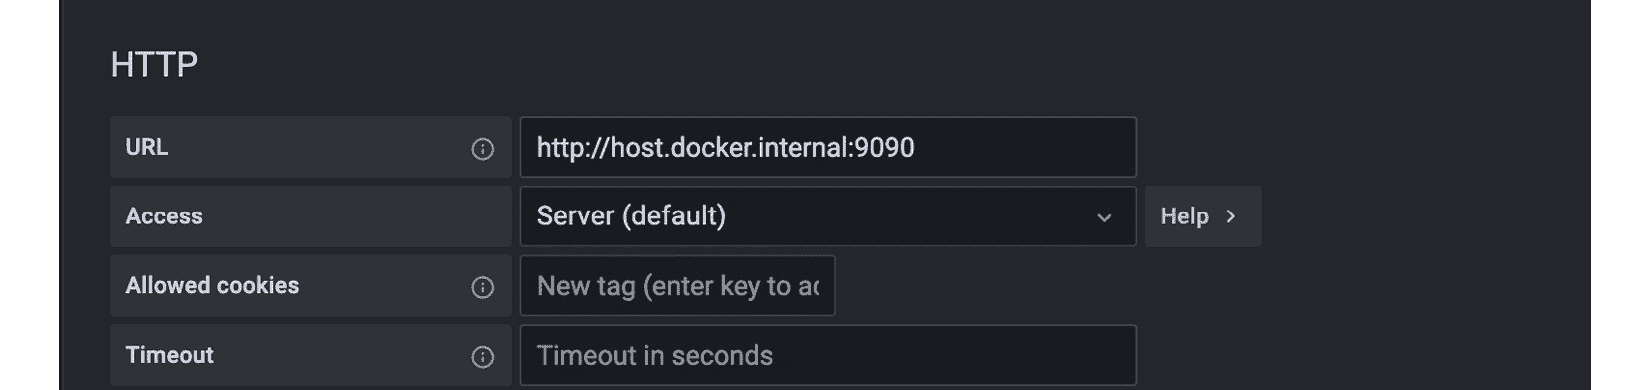 HTTP
URL http://host.docker.internal:9090
Access Server (default) Help
Allowed cookies New tag (enter key to
Timeout Timeout in seconds